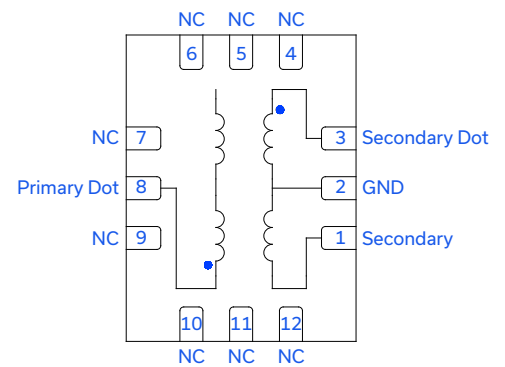 NC NC NC
6 5 4
NC 7 3 Secondary Dot
Primary Dot 8 2 GND
NC 9 1 Secondary
10 11 12
NC NC NC